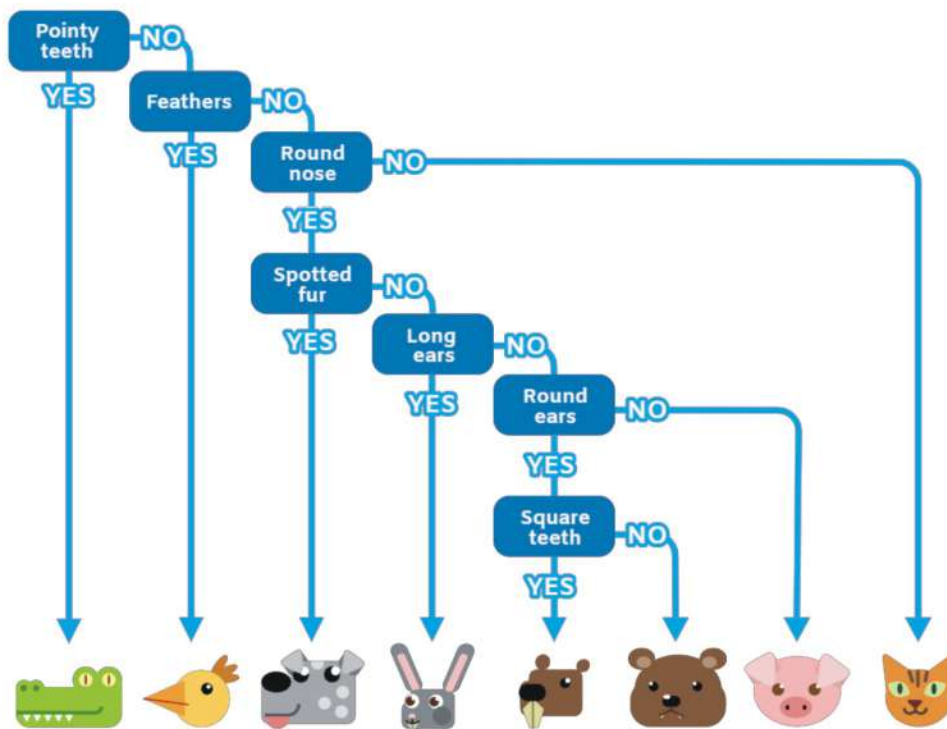 Pointy
teeth
NO
YES
Feathers
NO
YES
Round
nose
NO
YES
Spotted
fur
NO
YES
Long
ears
NO
YES
Round
ears
NO
YES
Square
teeth
NO
YES